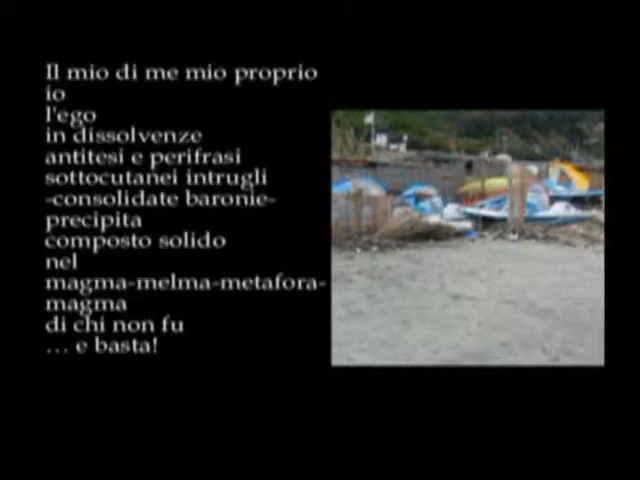 Il mio di me mio proprio
io
l'ego
in dissolvenze
antitesi e perifrasi
sottocutanei intrugli
-consolidate baronie-
precipita
composto solido
nel
magma-melma-metafora-
magma
di chi non fu
... e basta!